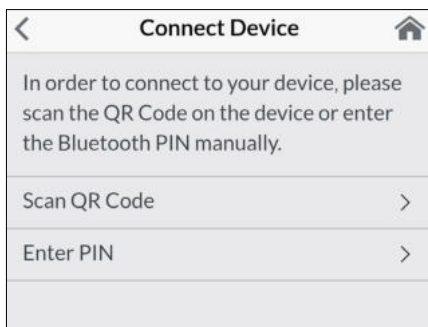 Connect Device
In order to connect to your device, please
scan the QR Code on the device or enter
the Bluetooth PIN manually.
Scan QR Code
Enter PIN